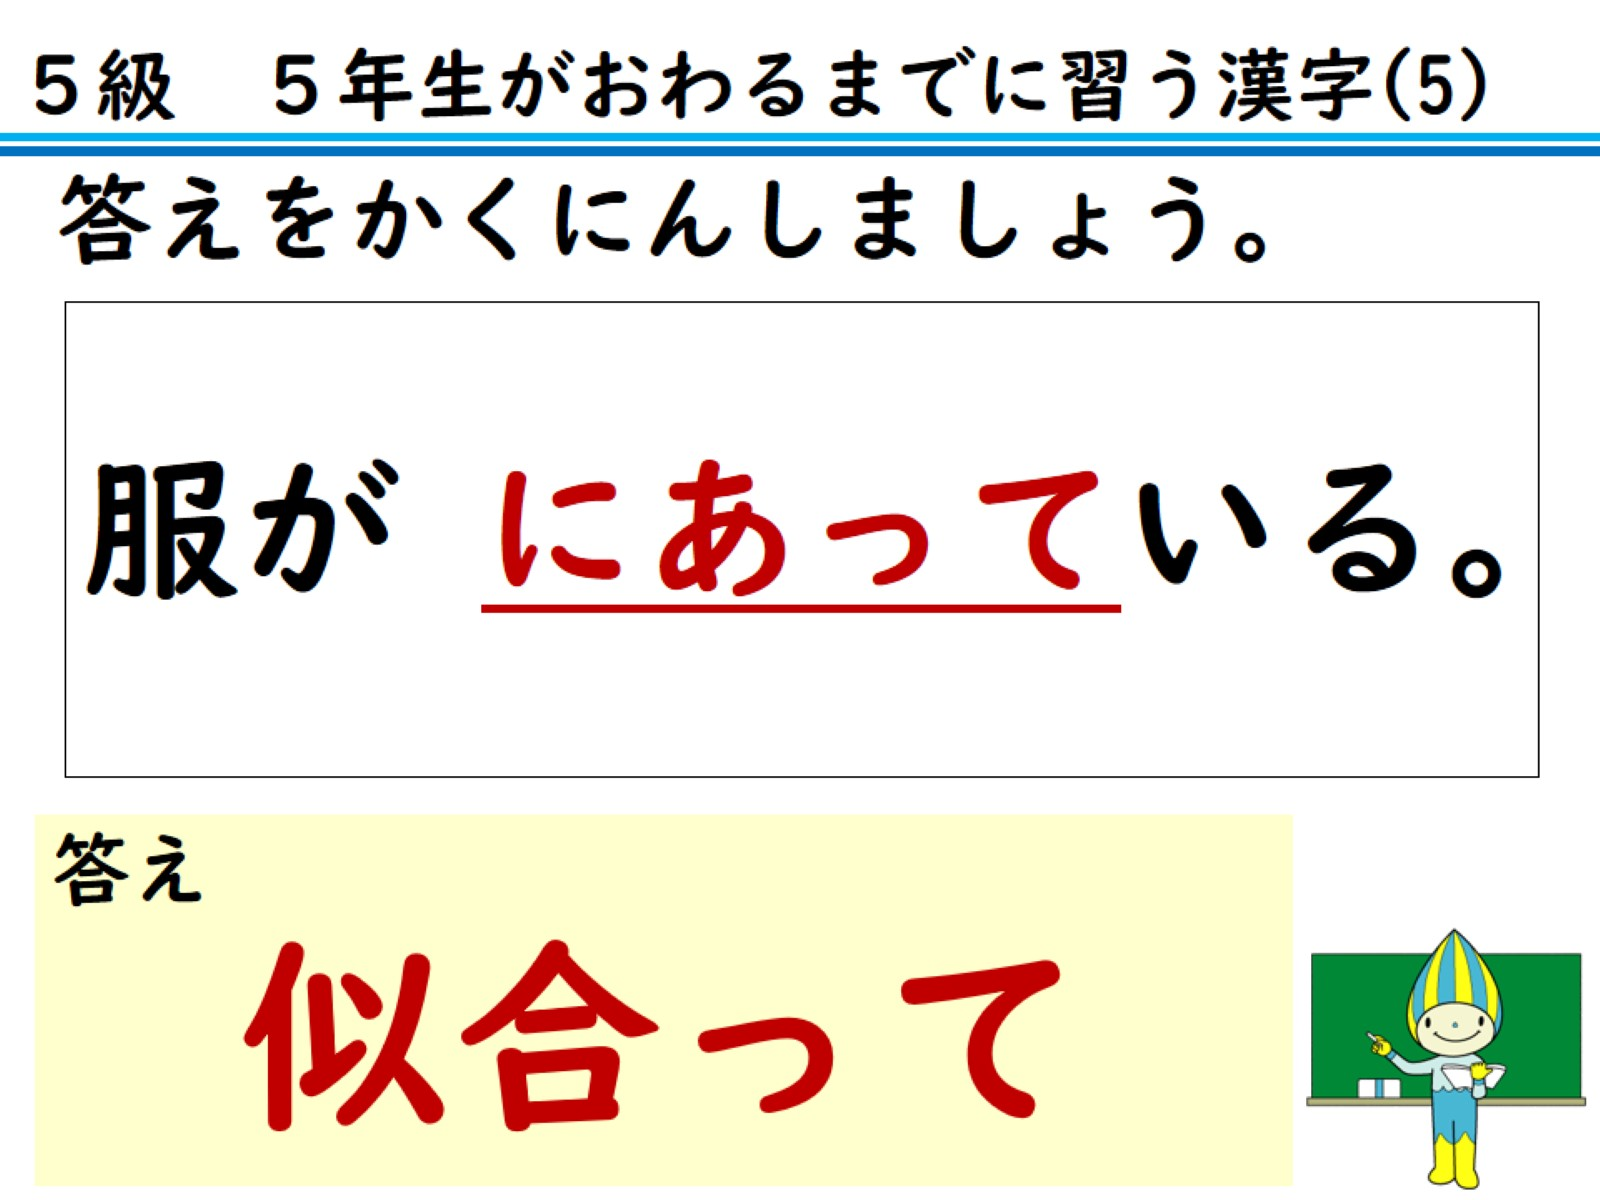 ５級　５年生がおわるまでに習う漢字(5)
答えをかくにんしましょう。
服が にあっている。
答え
似合って